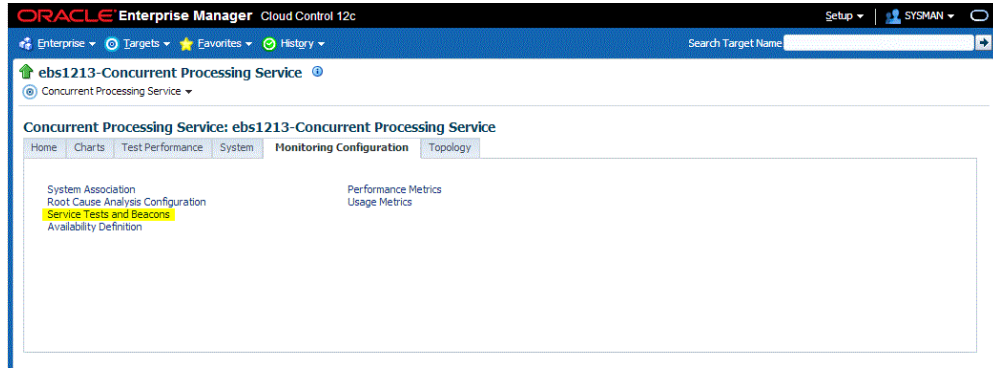 ORACLE Enterprise Manager Cloud Control 12c Setup SYSMAN
Enterprise Targets Favorites History Search Target Name
ebs1213-Concurrent Processing Service
Concurrent Processing Service
Concurrent Processing Service: ebs1213-Concurrent Processing Service
Home Charts Test Performance System Monitoring Configuration Topology
System Association Performance Metrics
Root Cause Analysis Configuration Usage Metrics
Service Tests and Beacons
Availability Definition